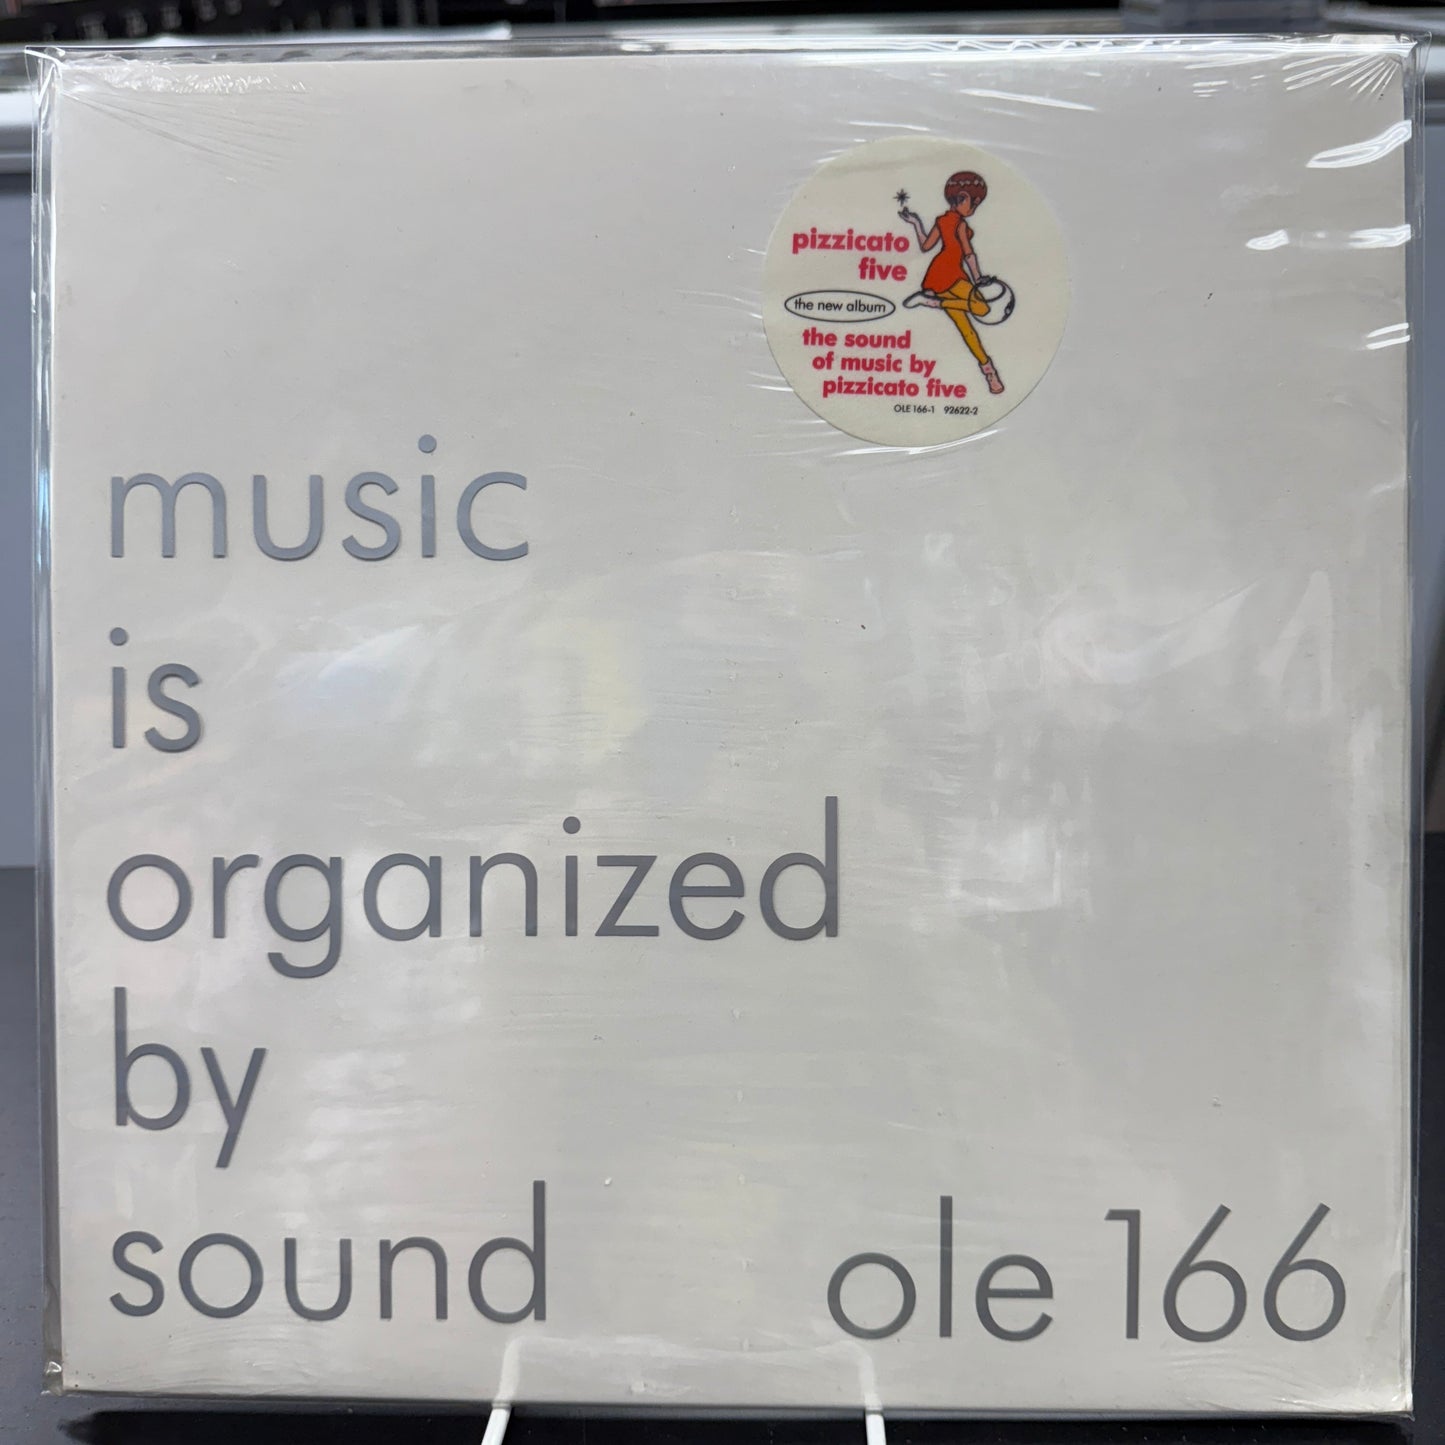 pizzicato
five
the new album
the sound
of music by
pizzicato five
OLE 166-1 92622-2
music
is
organized
by
sound
ole 166